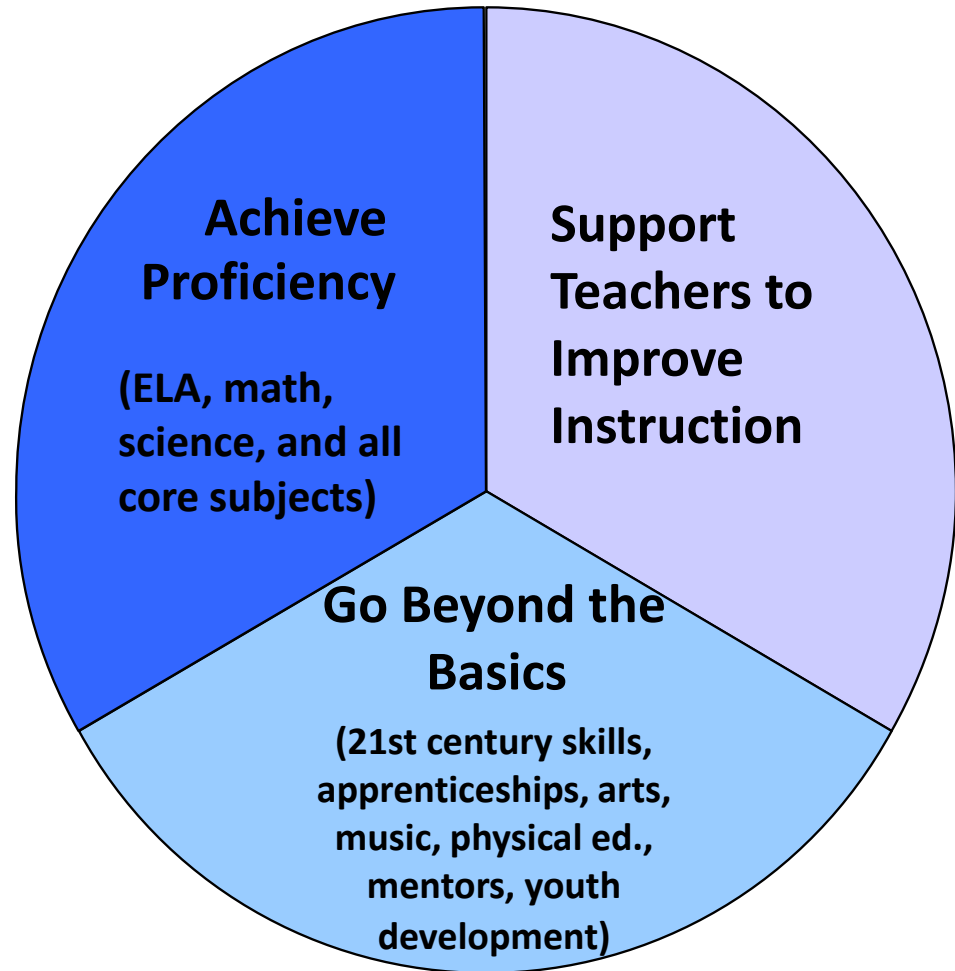 Achieve
Proficiency
(ELA, math,
science, and all
core subjects)
Support
Teachers to
Improve
Instruction
Go Beyond the
Basics
(21st century skills,
apprenticeships, arts,
music, physical ed.,
mentors, youth
development)